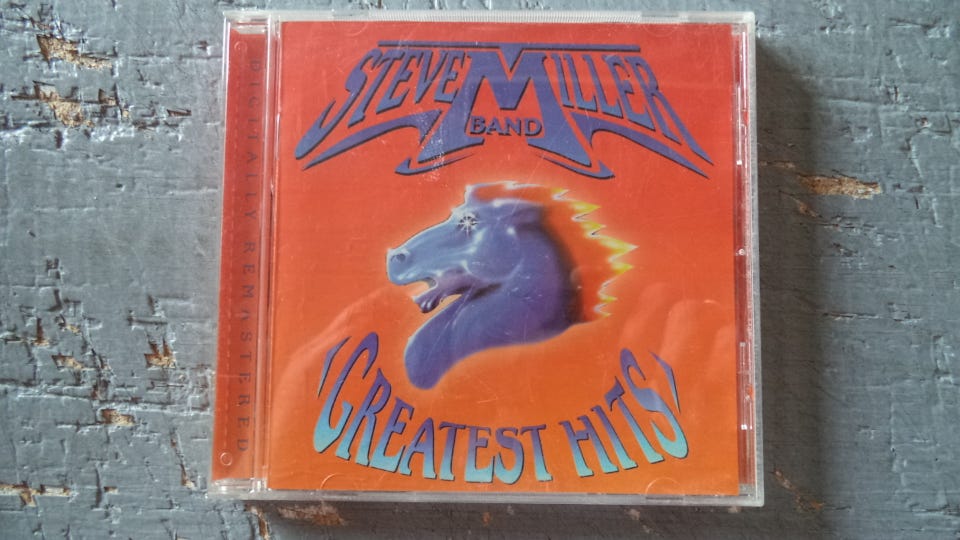 STEVE MILLER
BAND
GREATEST HITS
DIGITALLY REMASTERED